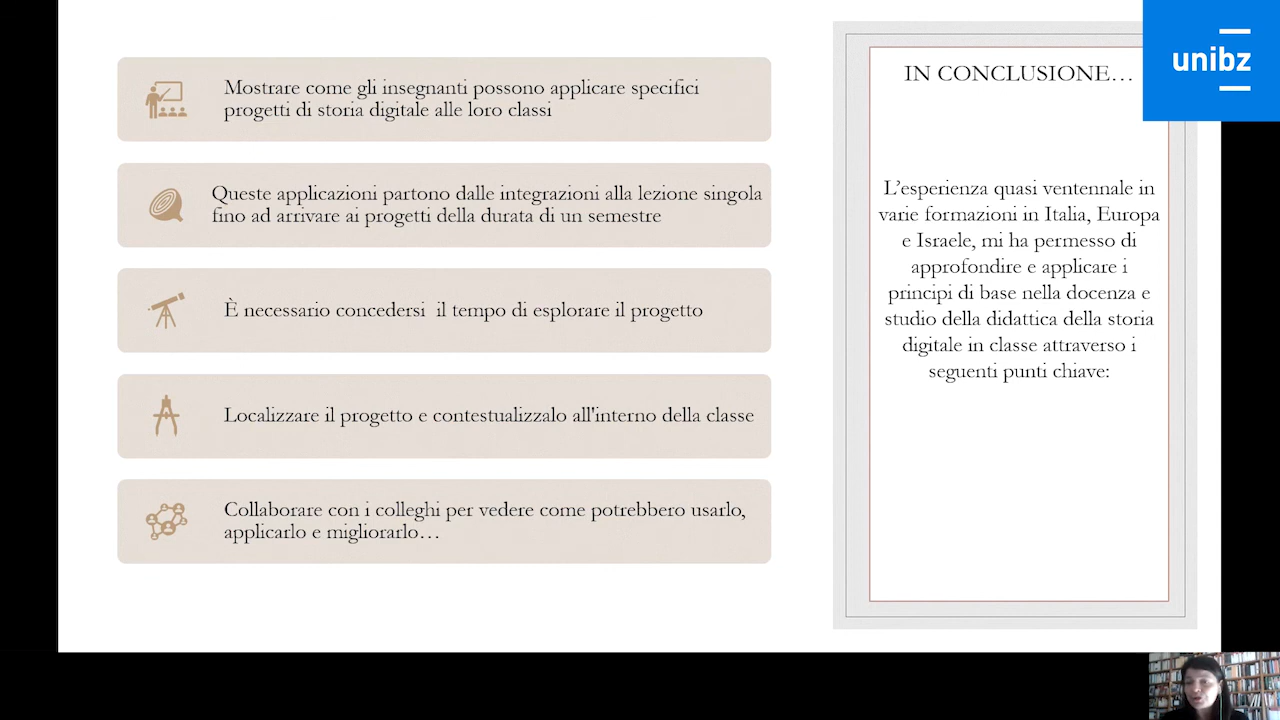 Mostrare come gli insegnanti possono applicare specifici
progetti di storia digitale alle loro classi
Queste applicazioni partono dalle integrazioni alla lezione singola
fino ad arrivare ai progetti della durata di un semestre
È necessario concedersi  il tempo di esplorare il progetto
Localizzare il progetto e contestualizzalo all'interno della classe
Collaborare con i colleghi per vedere come potrebbero usarlo,
applicarlo e migliorarlo…
IN CONCLUSIONE…
L’esperienza quasi ventennale in
varie formazioni in Italia, Europa
e Israele, mi ha permesso di
approfondire e applicare i
principi di base nella docenza e
studio della didattica della storia
digitale in classe attraverso i
seguenti punti chiave:
unibz